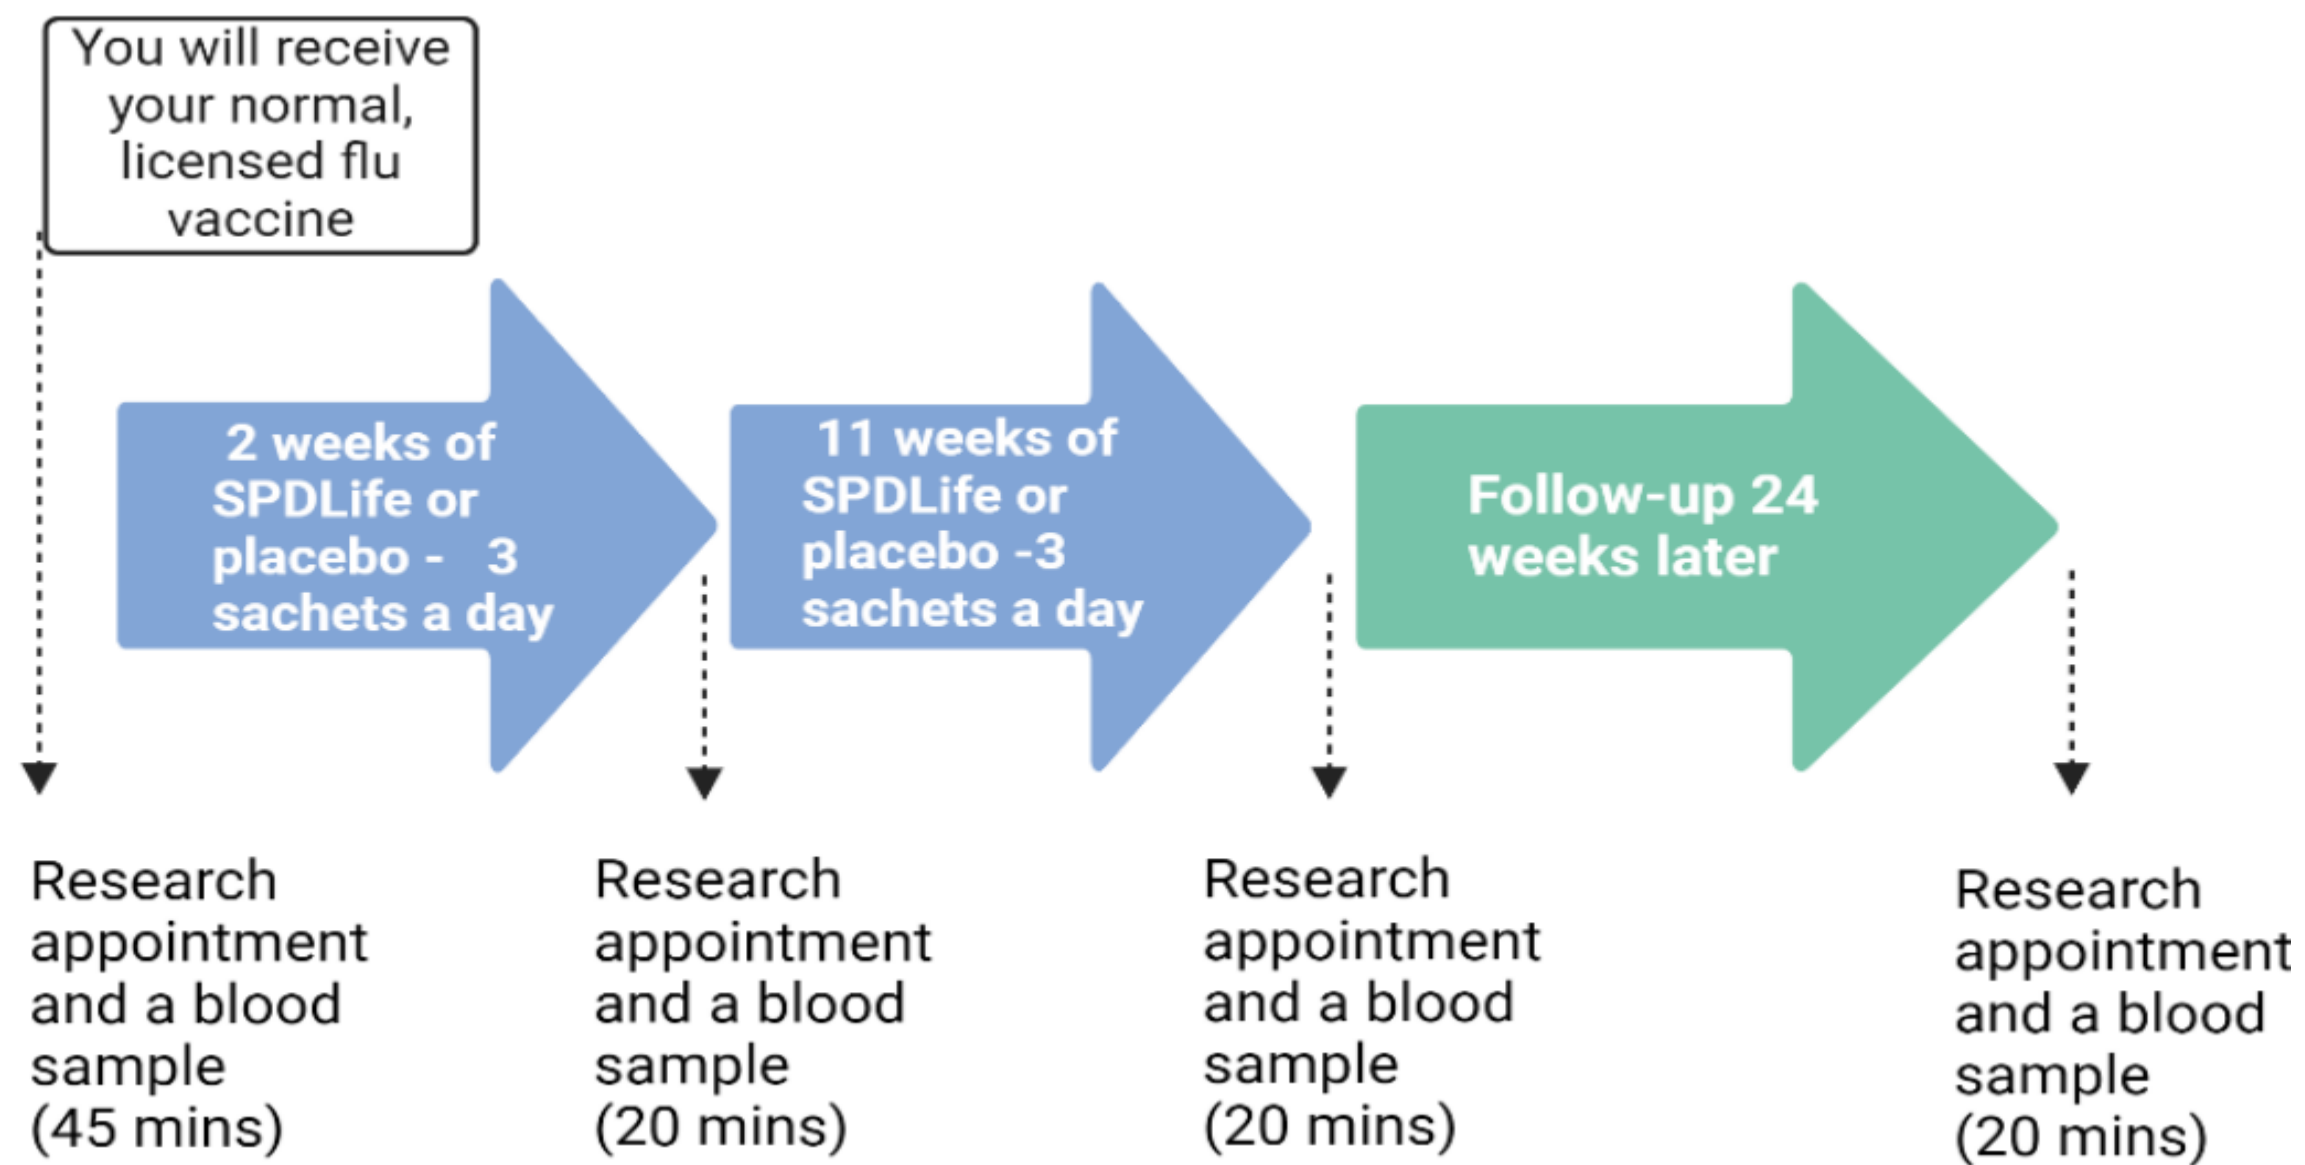 You will receive
your normal,
licensed flu
vaccine
2 weeks of
SPDLife or
placebo - 3
sachets a day
11 weeks of
SPDLife or
placebo -3
sachets a day
Follow-up 24
weeks later
Research
appointment
and a blood
sample
(45 mins)
Research
appointment
and a blood
sample
(20 mins)
Research
appointment
and a blood
sample
(20 mins)
Research
appointment
and a blood
sample
(20 mins)